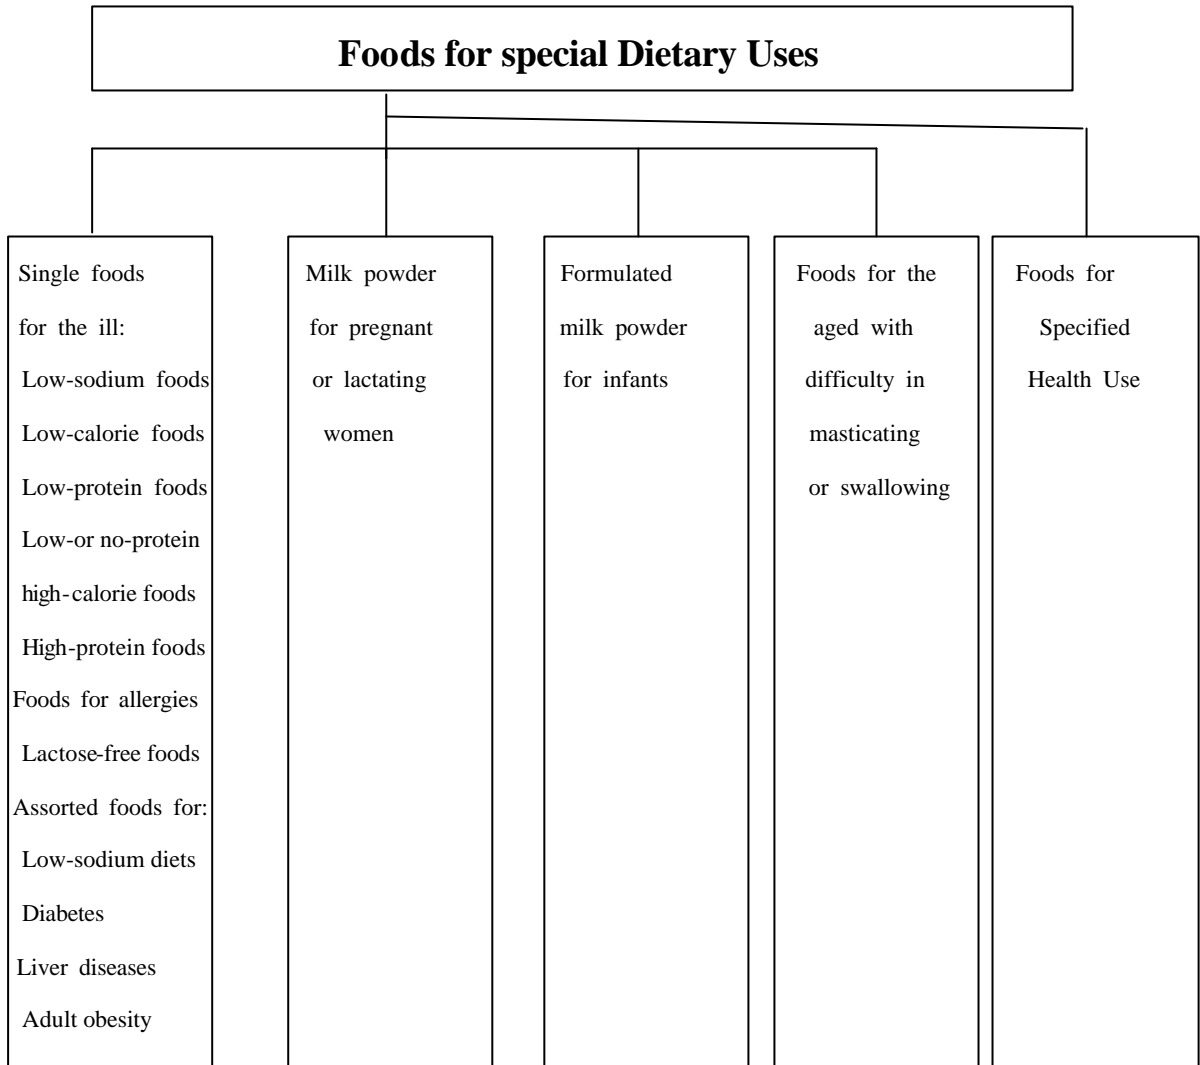 Foods for special Dietary Uses
Single foods
for the ill:
Low-sodium foods
Low-calorie foods
Low-protein foods
Low-or no-protein
high-calorie foods
High-protein foods
Foods for allergies
Lactose-free foods
Assorted foods for:
Low-sodium diets
Diabetes
Liver diseases
Adult obesity
Milk powder
for pregnant
or lactating
women
Formulated
milk powder
for infants
Foods for the
aged with
difficulty in
masticating
or swallowing
Foods for
Specified
Health Use